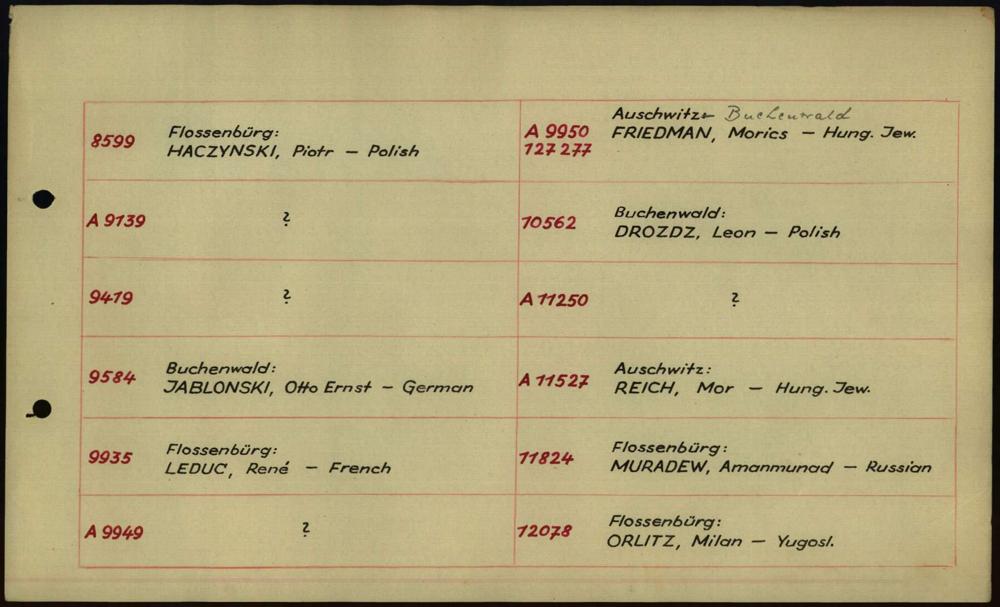 8599 Flossenbürg:
HACZYNSKI, Piotr — Polish
A 9139 ?
9419 ?
9584 Buchenwald:
JABLONSKI, Otto Ernst — German
9935 Flossenbürg:
LEDUC, René — French
A 9949 ?
A 9950 Auschwitz- Buchenwald
127 277 FRIEDMAN, Morics — Hung. Jew.
10562 Buchenwald:
DROZDZ, Leon — Polish
A 11250 ?
A 11527 Auschwitz:
REICH, Mor — Hung. Jew.
11824 Flossenbürg:
MURADEW, Amanmunad — Russian
12078 Flossenbürg:
ORLITZ, Milan — Yugosl.